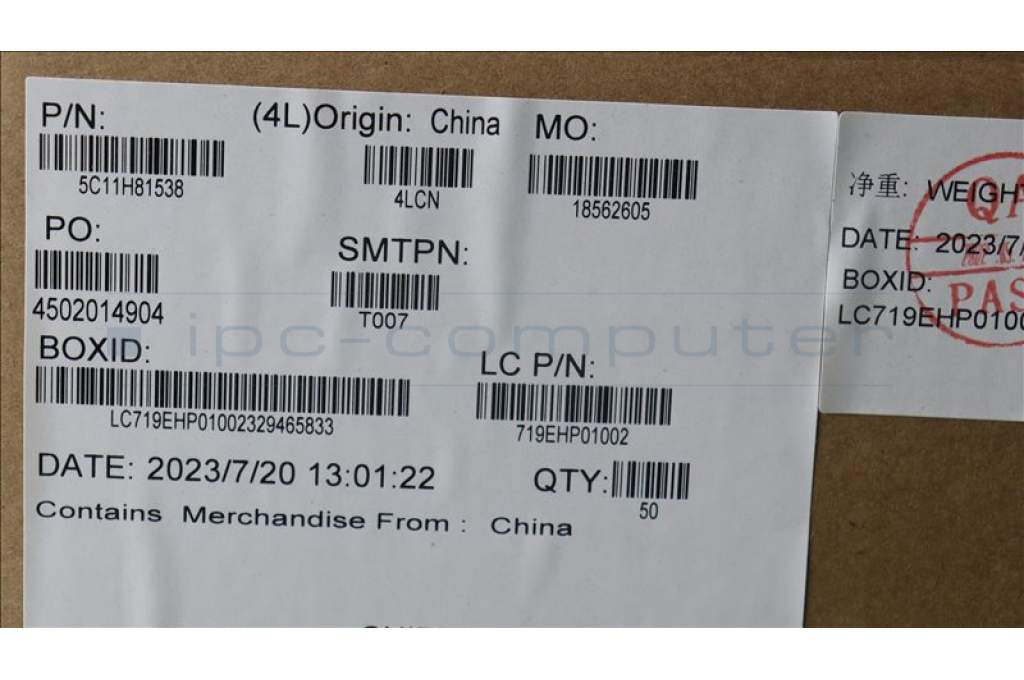 P/N: (4L)Origin: China MO:
5C11H81538 4LCN 18562605
PO: SMTPN:
4502014904 T007
BOXID: LC P/N:
LC719EHP01002329465833 719EHP01002
DATE: 2023/7/20 13:01:22 QTY:
50
Contains Merchandise From : China
净重: WEIGH
DATE: 2023/7/
BOXID:
LC719EHP0100
QA
PAS
ipc-computer